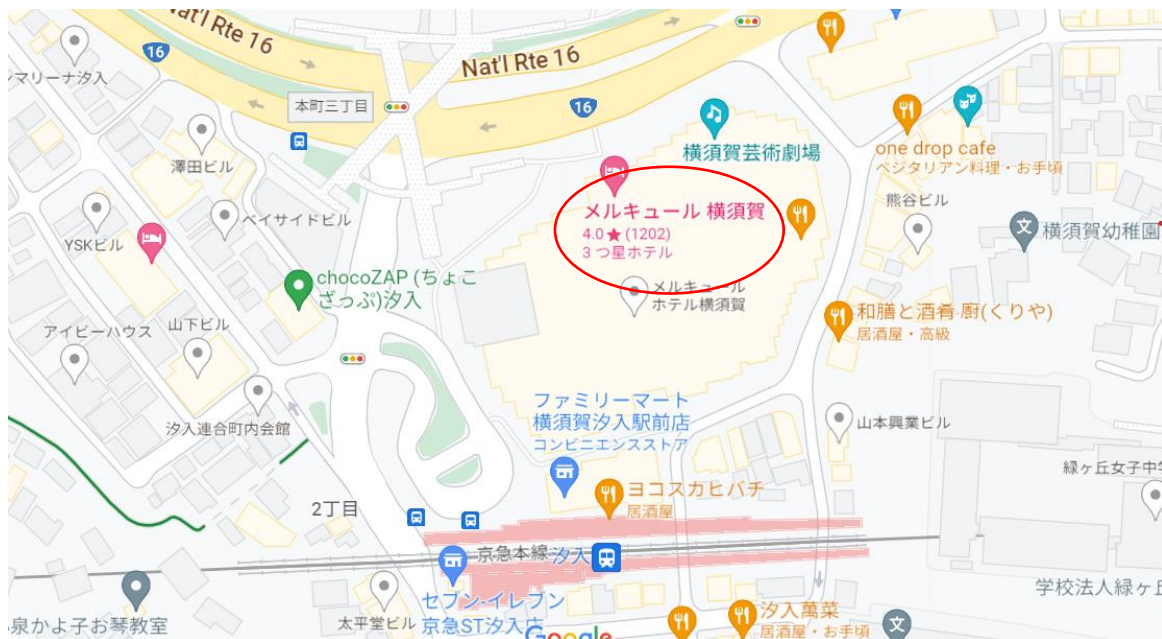 Nat'l Rte 16
16
Nat'l Rte 16
マリーナ汐入
本町三丁目
16
澤田ビル
横須賀芸術劇場
one drop cafe
ベジタリアン料理・お手頃
メルキュール 横須賀
4.0★(1202)
3 つ星ホテル
熊谷ビル
YSKビル
ベイサイドビル
横須賀幼稚園
chocoZAP (ちょこ
ざっぷ)汐入
メルキュール
ホテル横須賀
アイビーハウス
山下ビル
和膳と酒肴 廚(くりや)
居酒屋・高級
汐入連合町内会館
ファミリーマート
横須賀汐入駅前店
コンビニエンスストア
山本興業ビル
緑ヶ丘女子中
ヨコスカヒバチ
居酒屋
2丁目
京急本線
汐入
学校法人緑ヶ丘
セブン-イレブン
京急ST汐入店
太平堂ビル
泉かよ子お琴教室
汐入萬菜
居酒屋・お手頃
Google